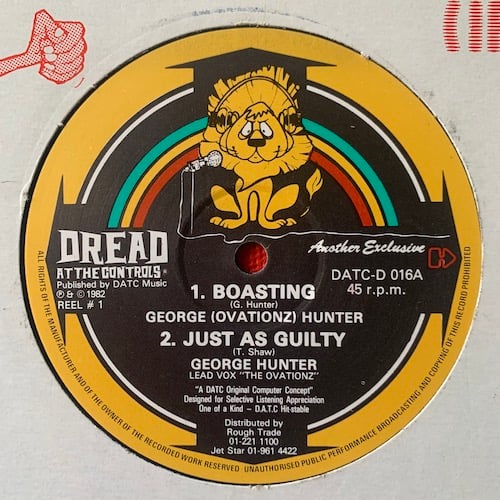 DREAD
AT THE CONTROLS®
Published by DATC Music
℗ & © 1982
REEL # 1
Another Exclusive
DATC-D 016A
45 r.p.m.
1. BOASTING
(G. Hunter)
GEORGE (OVATIONZ) HUNTER
2. JUST AS GUILTY
(T. Shaw)
GEORGE HUNTER
LEAD VOX "THE OVATIONZ"
"A DATC Original Computer Concept"
Designed for Selective Listening Appreciation
One of a Kind – D.A.T.C Hit-stable
Distributed by
Rough Trade
01-221 1100
Jet Star 01-961 4422
ALL RIGHTS OF THE MANUFACTURER AND OF THE OWNER OF THE RECORDED WORK RESERVED UNAUTHORISED PUBLIC PERFORMANCE BROADCASTING AND COPYING OF THIS RECORD PROHIBITED